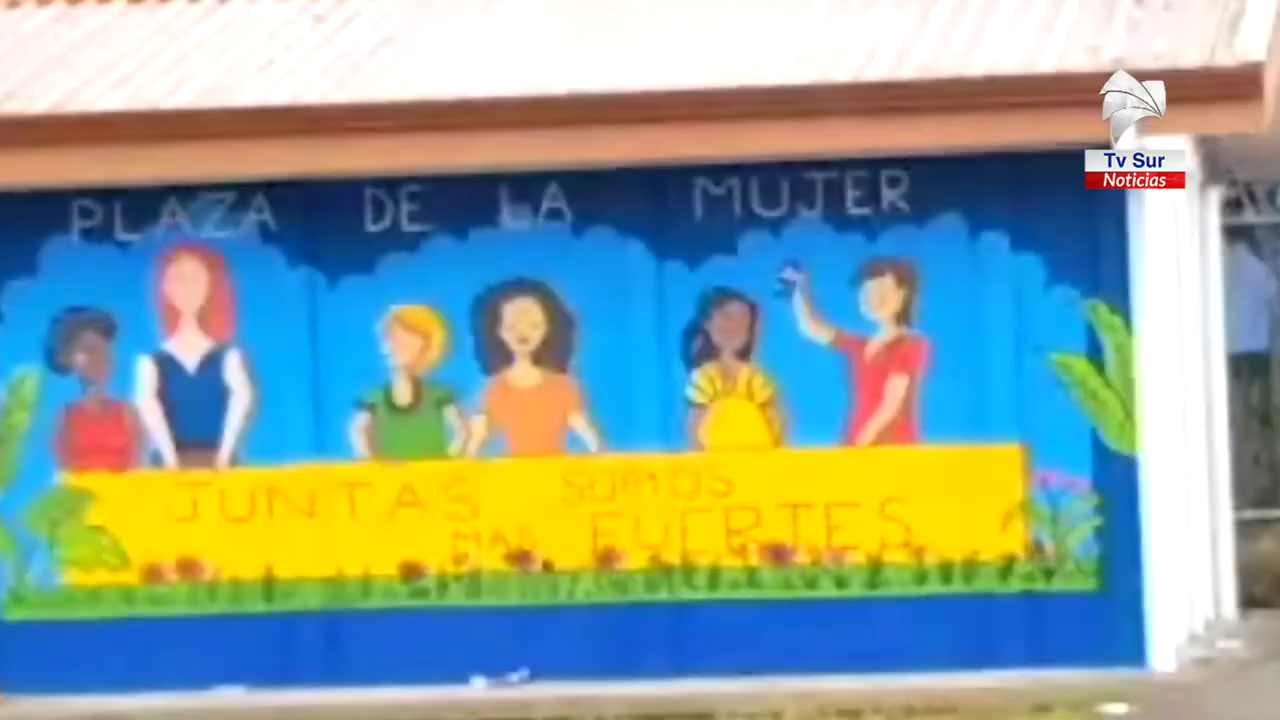 PLAZA DE LA MUJER
JUNTAS SOMOS
MAS FUERTES
Tv Sur
Noticias